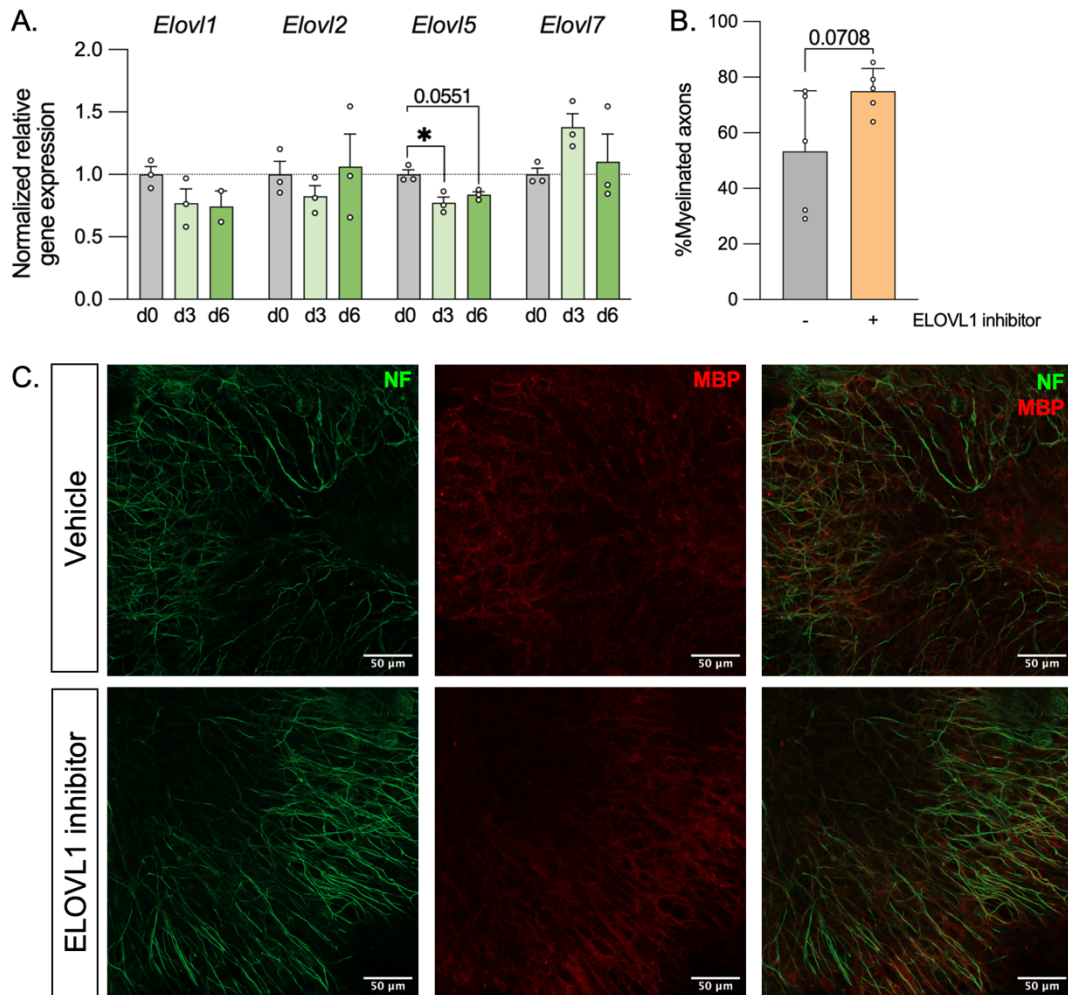 A.
Elovl1 Elovl2 Elovl5 Elovl7
Normalized relative
gene expression
2.0
1.5
1.0
0.5
0.0
0.0551
*
d0 d3 d6 d0 d3 d6 d0 d3 d6 d0 d3 d6
B.
%Myelinated axons
100
80
60
40
20
0
0.0708
- + ELOVL1 inhibitor
C.
Vehicle
NF
50 µm
MBP
50 µm
NF
MBP
50 µm
ELOVL1 inhibitor
50 µm
50 µm
50 µm